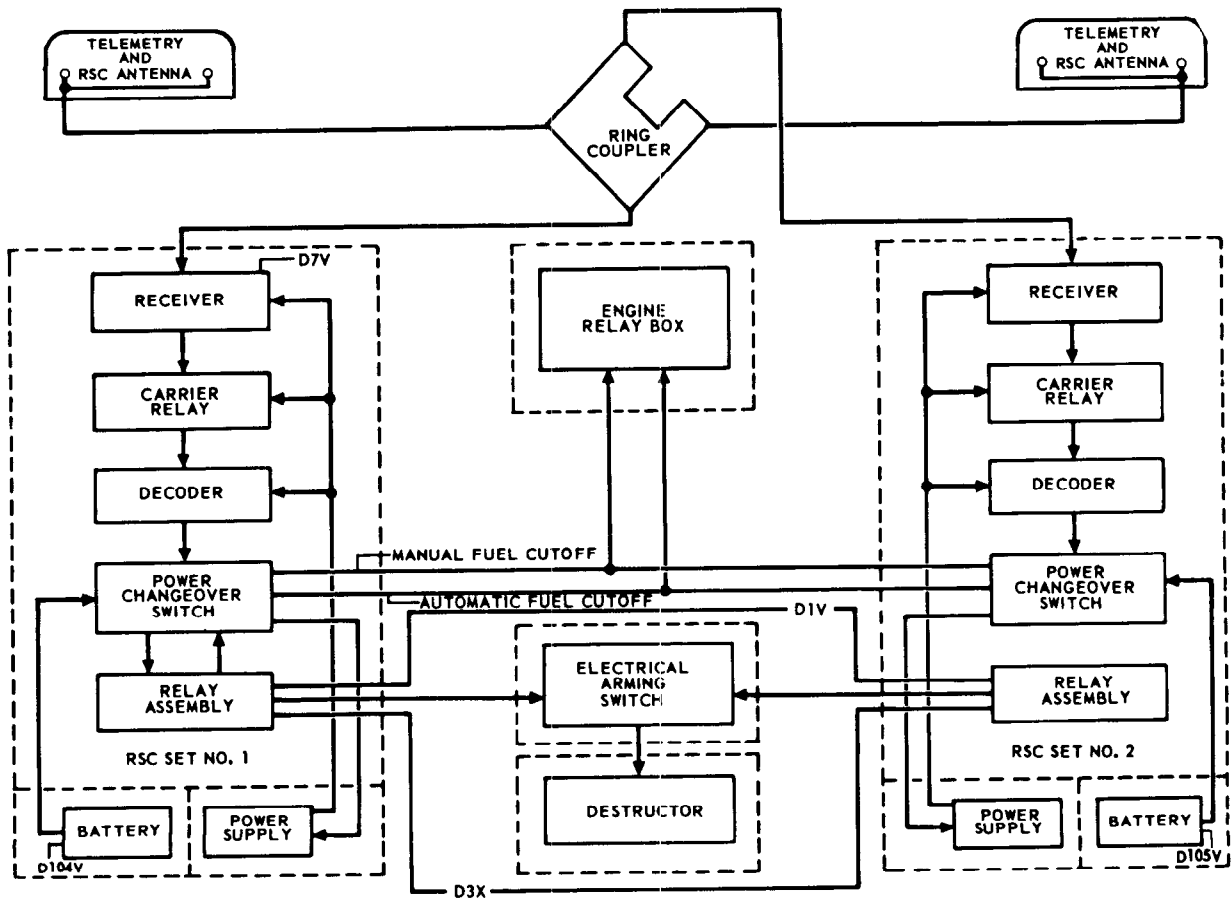 TELEMETRY
AND
RSC ANTENNA
TELEMETRY
AND
RSC ANTENNA
RING
COUPLER
D7V
RECEIVER
ENGINE
RELAY BOX
RECEIVER
CARRIER
RELAY
CARRIER
RELAY
DECODER
DECODER
MANUAL FUEL CUTOFF
POWER
CHANGEOVER
SWITCH
POWER
CHANGEOVER
SWITCH
AUTOMATIC FUEL CUTOFF
D1V
RELAY
ASSEMBLY
ELECTRICAL
ARMING
SWITCH
RELAY
ASSEMBLY
RSC SET NO. 1
RSC SET NO. 2
BATTERY
POWER
SUPPLY
DESTRUCTOR
POWER
SUPPLY
BATTERY
D104V
D105V
D3X